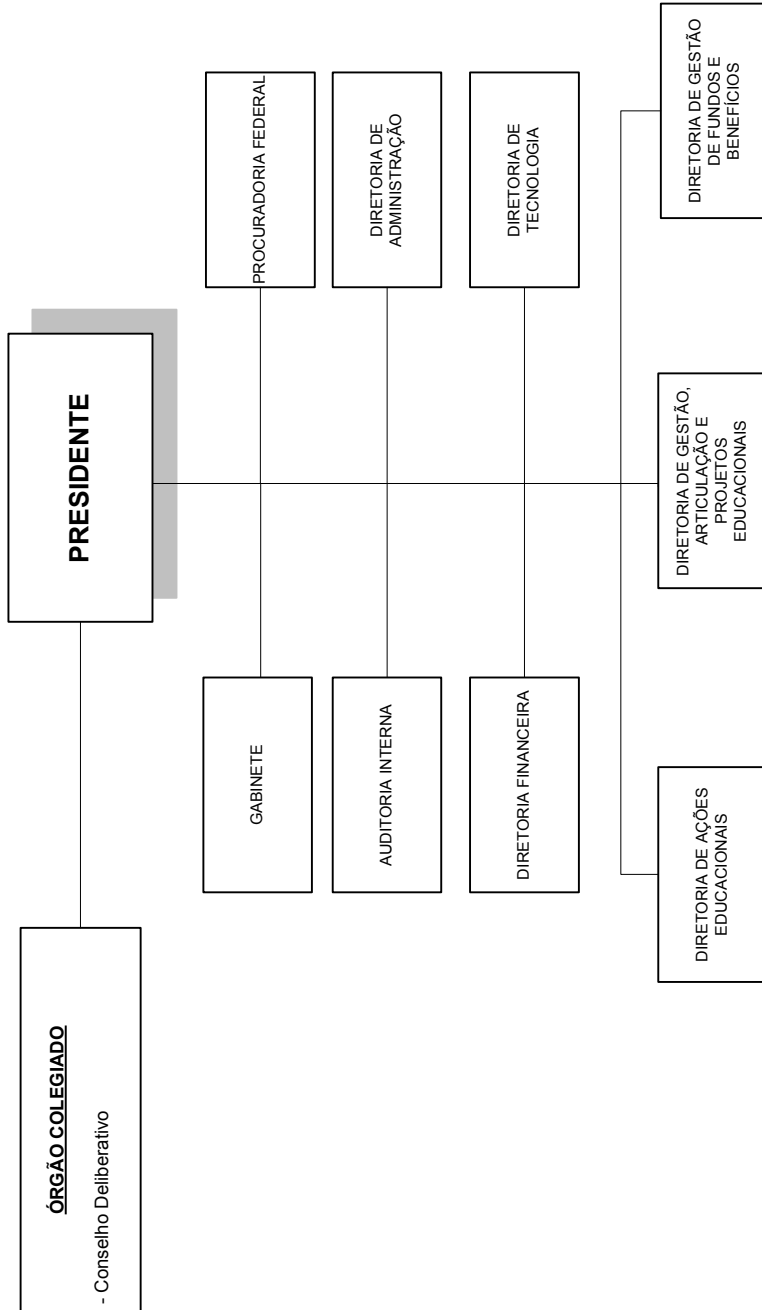 ÓRGÃO COLEGIADO
- Conselho Deliberativo
PRESIDENTE
GABINETE
PROCURADORIA FEDERAL
AUDITORIA INTERNA
DIRETORIA DE
ADMINISTRAÇÃO
DIRETORIA FINANCEIRA
DIRETORIA DE
TECNOLOGIA
DIRETORIA DE AÇÕES
EDUCACIONAIS
DIRETORIA DE GESTÃO,
ARTICULAÇÃO E
PROJETOS
EDUCACIONAIS
DIRETORIA DE GESTÃO
DE FUNDOS E
BENEFÍCIOS